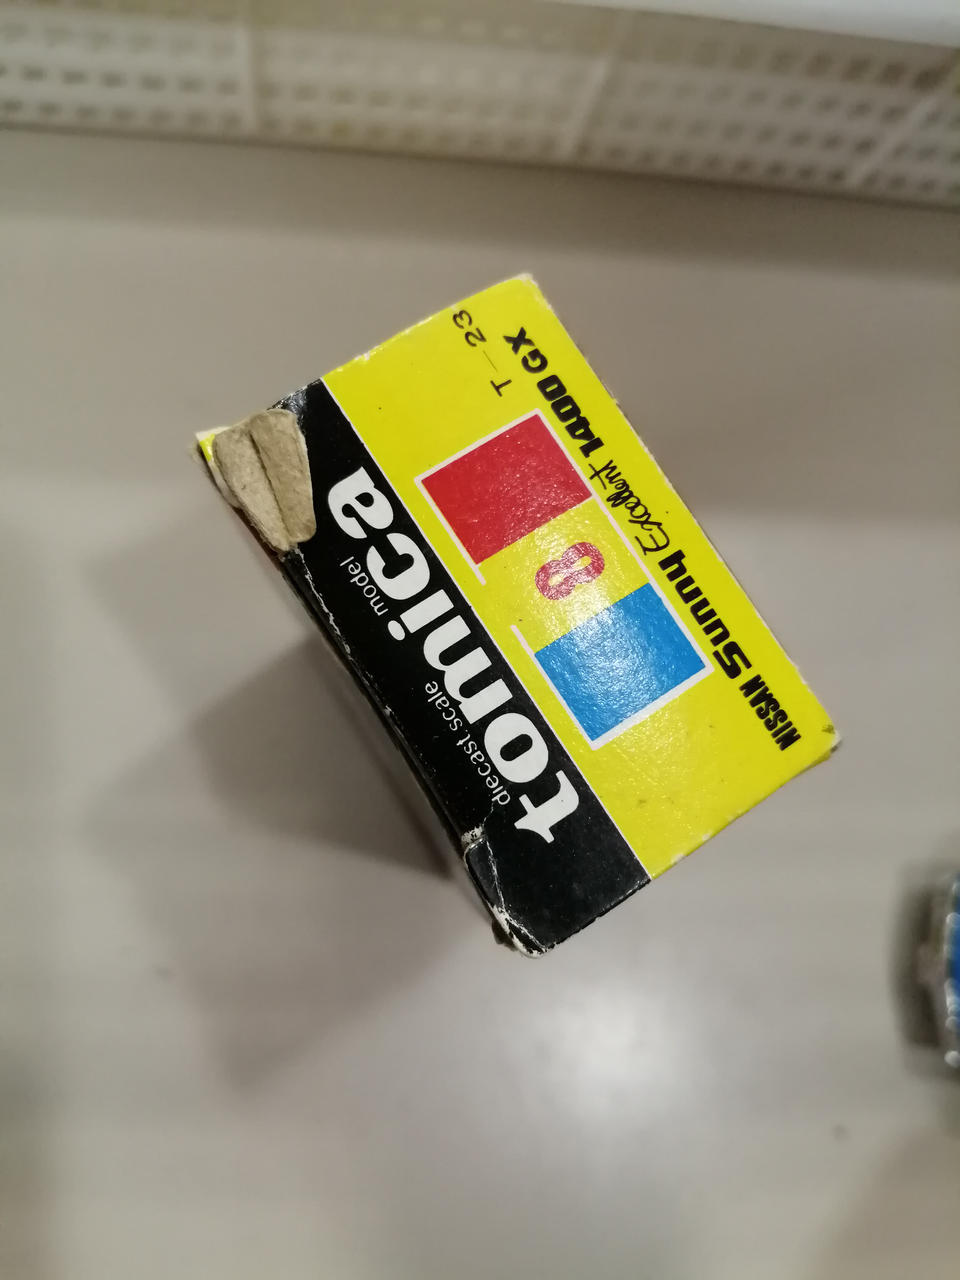 NISSAN Sunny Excellent 1400 GX
T—23
8
tomica
diecast scale model